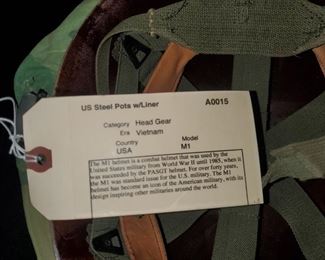 US Steel Pots w/Liner A0015
Category Head Gear
Era Vietnam
Country Model
USA M1
The M1 helmet is a combat helmet that was used by the
United States military from World War II until 1985, when it
was succeeded by the PASGT helmet. For over forty years,
the M1 was standard issue for the U.S. military. The M1
helmet has become an icon of the American military, with its
design inspiring other militaries around the world.